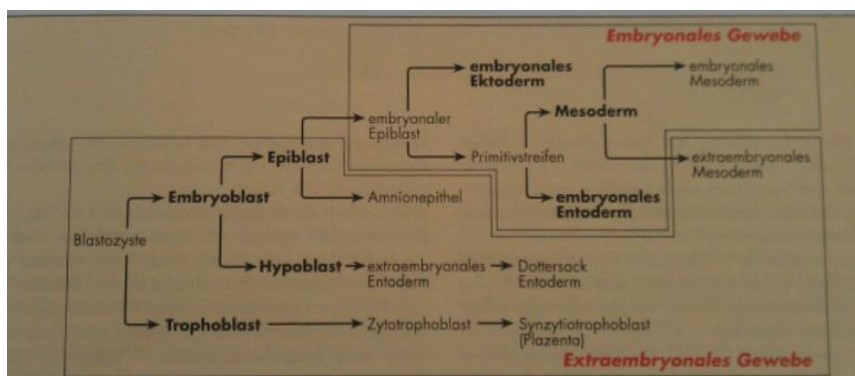 Embryonales Gewebe
embryonales
Ektoderm
embryonales
Mesoderm
embryonaler
Epiblast
Mesoderm
Epiblast
Primitivstreifen
extraembryonales
Mesoderm
Embryoblast
Amnionepithel
embryonales
Entoderm
Blastozyste
Hypoblast
extraembryonales
Entoderm
Dottersack
Entoderm
Trophoblast
Zytotrophoblast
Synzytiotrophoblast
(Plazenta)
Extraembryonales Gewebe